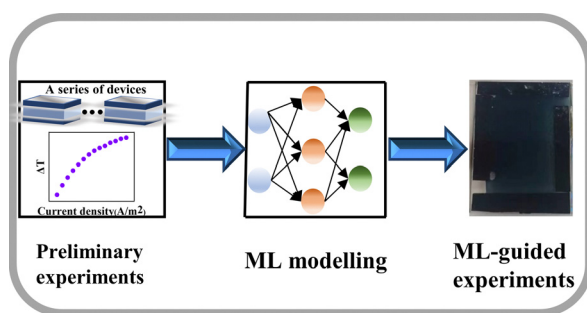 A series of devices
ΔT
Current density(A/m2)
Preliminary
experiments
ML modelling
ML-guided
experiments